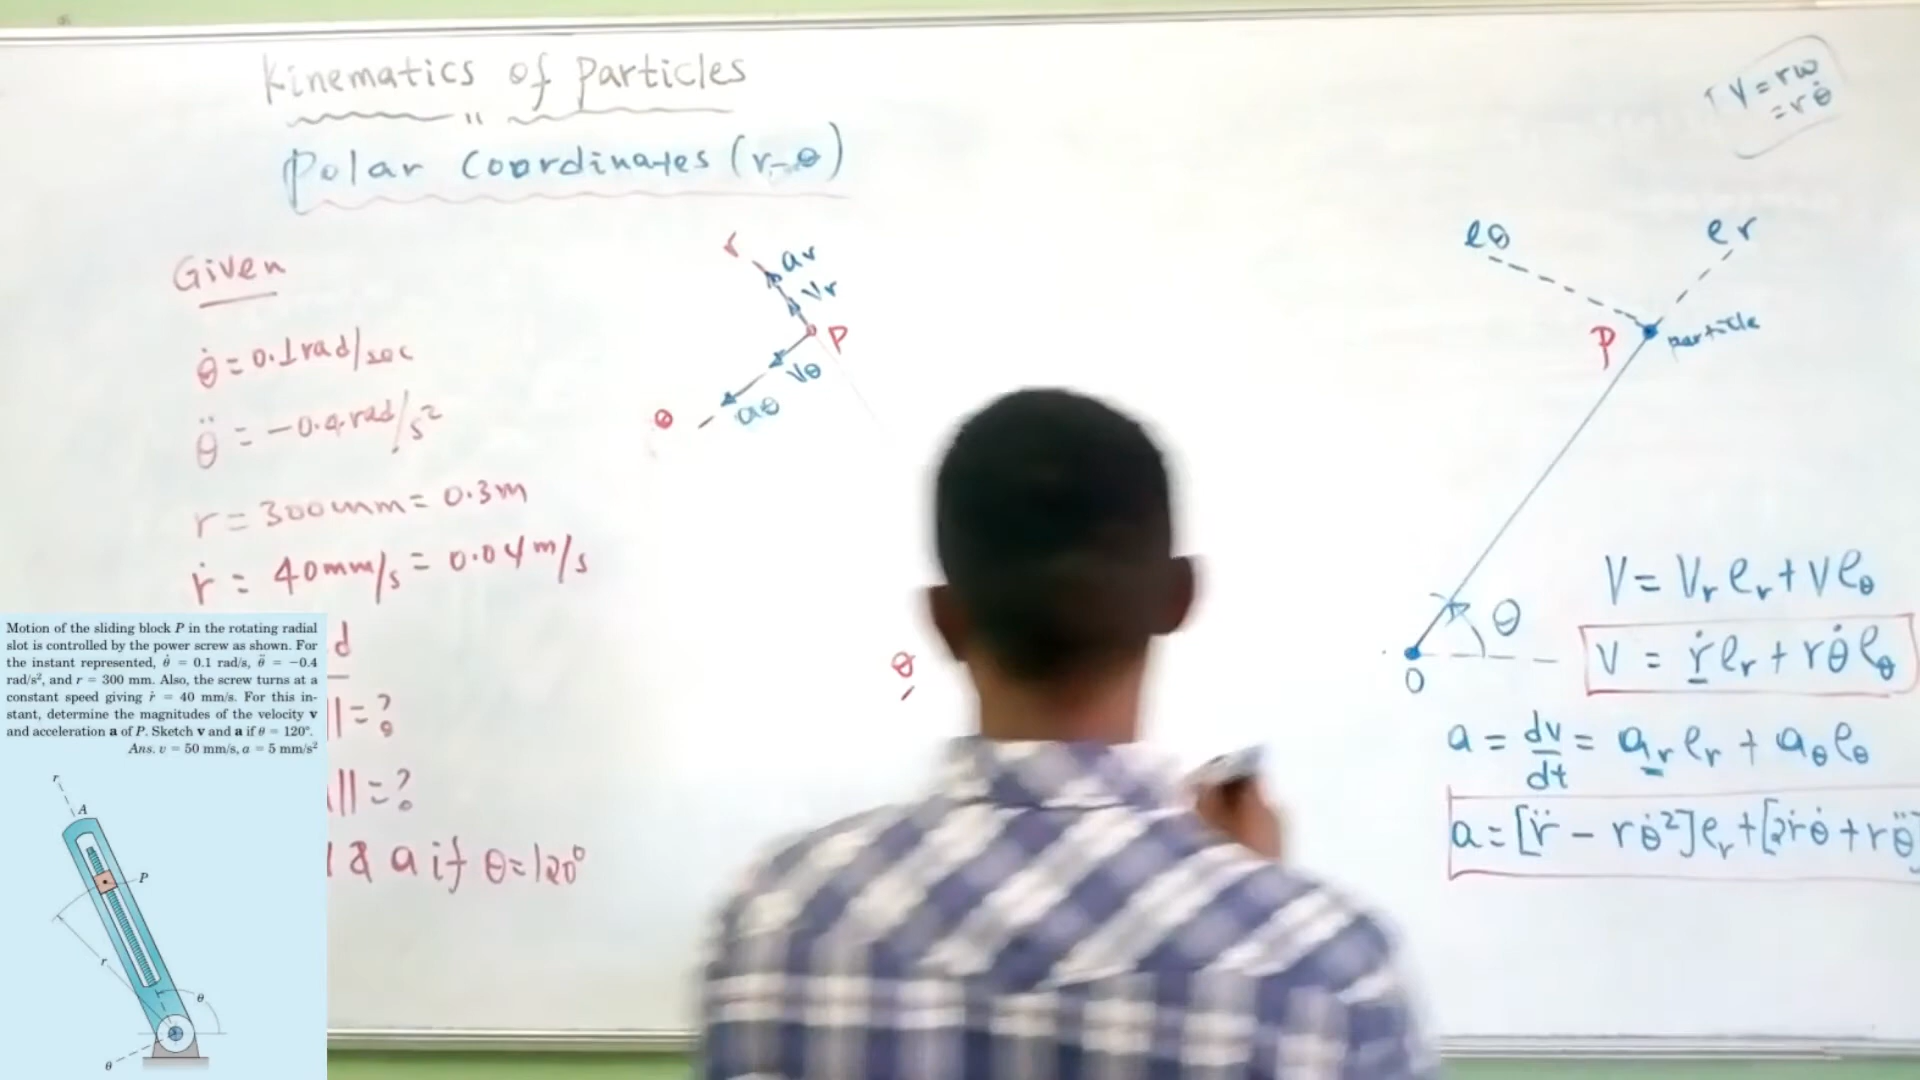 Kinematics of Particles
Polar Coordinates (r-θ)
Given
θ̇ = 0.1 rad/sec
θ̈ = -0.4 rad/s²
r = 300mm = 0.3m
ṙ = 40mm/s = 0.04 m/s
d
|| = ?
|| = ?
& a if θ = 120°
r
ar
vr
P
vθ
aθ
θ
θ
V = rω
= rθ̇
eθ
er
P
particle
θ
O
V = Vr er + V eθ
V = ṙ er + r θ̇ eθ
a = dv/dt = ar er + aθ eθ
a = [r̈ - rθ̇²] er + [2ṙθ̇ + rθ̈]
Motion of the sliding block P in the rotating radial
slot is controlled by the power screw as shown. For
the instant represented, θ̇ = 0.1 rad/s, θ̈ = −0.4
rad/s², and r = 300 mm. Also, the screw turns at a
constant speed giving ṙ = 40 mm/s. For this in-
stant, determine the magnitudes of the velocity v
and acceleration a of P. Sketch v and a if θ = 120°.
Ans. v = 50 mm/s, a = 5 mm/s²
r
A
P
r
θ
θ